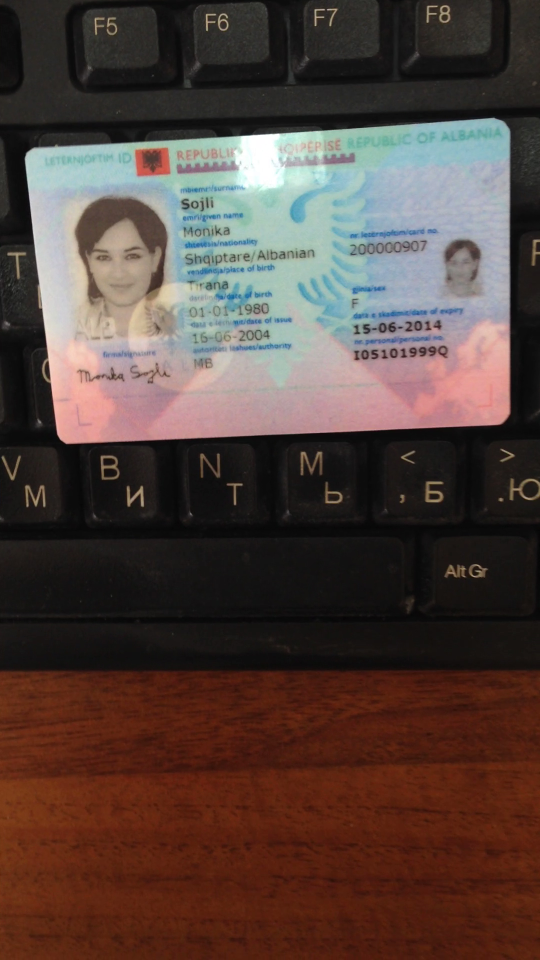 F5 F6 F7 F8
LETËRNJOFTIM ID REPUBLIKA E SHQIPËRISË REPUBLIC OF ALBANIA
mbiemri/surname
Sojli
emri/given name
Monika
nr.letërnjoftim/card no.
200000907
shtetësia/nationality
Shqiptare/Albanian
vendlindja/place of birth
Tirana
gjinia/sex
F
datëlindja/date of birth
01-01-1980
data e skadimit/date of expiry
15-06-2014
data e lëshimit/date of issue
16-06-2004
nr.personal/personal no.
I05101999Q
autoriteti lëshues/authority
MB
firma/signature
Monika Sojli
T
V М B И N Т M Ь < , Б > . Ю
Alt Gr